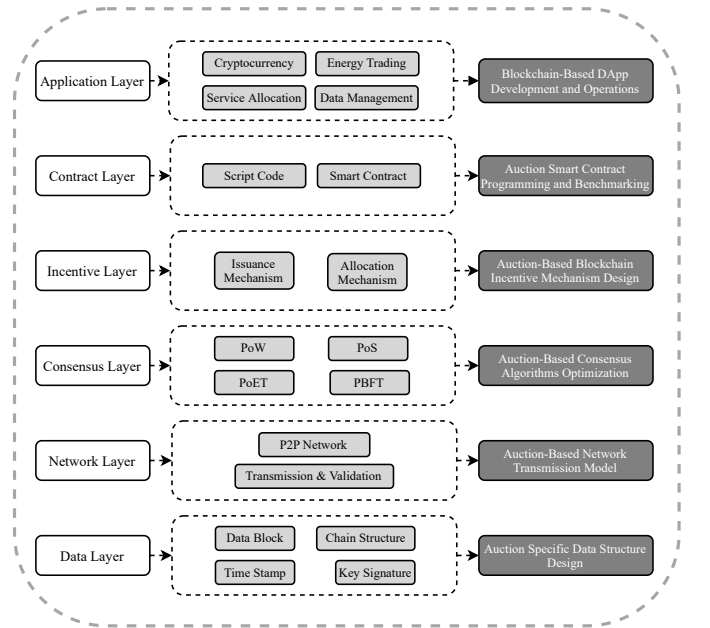 Application Layer
Cryptocurrency
Energy Trading
Service Allocation
Data Management
Blockchain-Based DApp
Development and Operations
Contract Layer
Script Code
Smart Contract
Auction Smart Contract
Programming and Benchmarking
Incentive Layer
Issuance
Mechanism
Allocation
Mechanism
Auction-Based Blockchain
Incentive Mechanism Design
Consensus Layer
PoW
PoS
PoET
PBFT
Auction-Based Consensus
Algorithms Optimization
Network Layer
P2P Network
Transmission & Validation
Auction-Based Network
Transmission Model
Data Layer
Data Block
Chain Structure
Time Stamp
Key Signature
Auction Specific Data Structure
Design